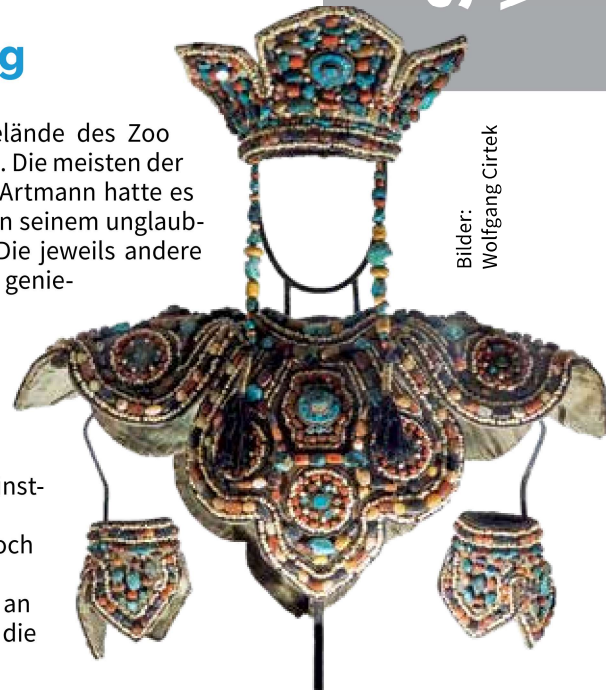 g
elände des Zoo
. Die meisten der
Artmann hatte es
n seinem unglaub-
Die jeweils andere
genie-
unst-
och
an
die
Bilder:
Wolfgang Cirtek